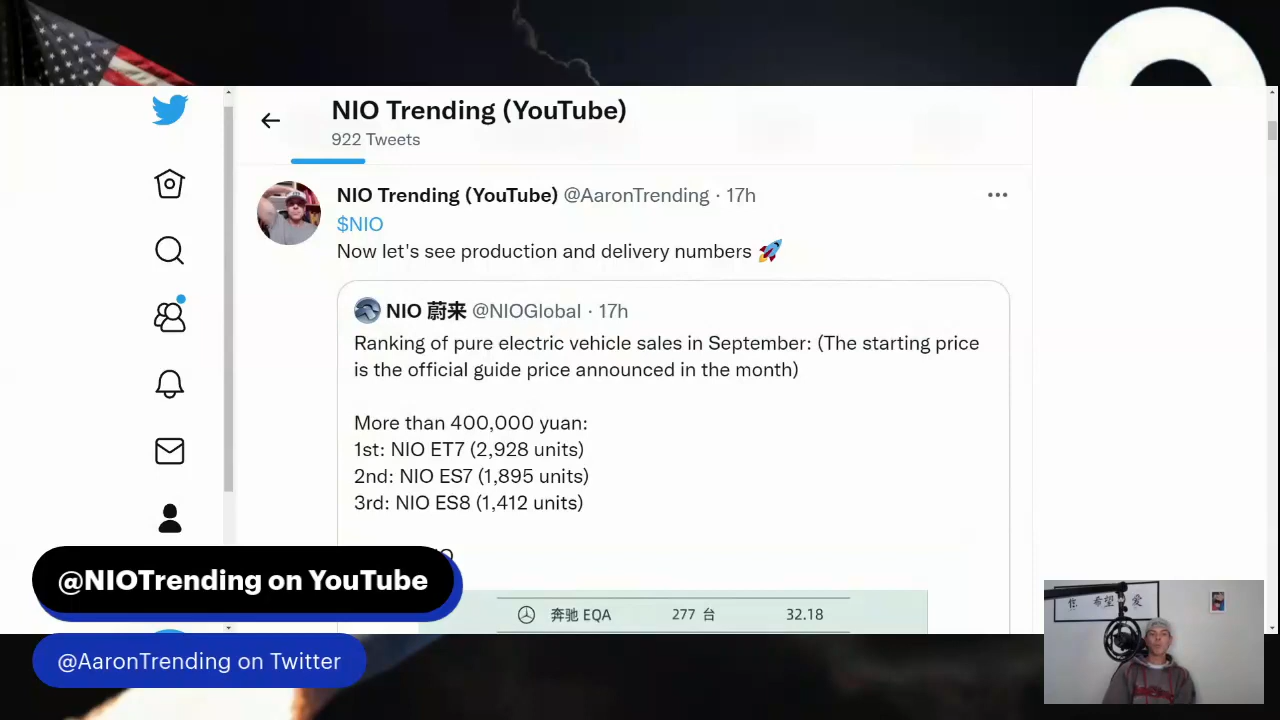 NIO Trending (YouTube)
922 Tweets
NIO Trending (YouTube) @AaronTrending · 17h
$NIO
Now let's see production and delivery numbers 🚀
NIO 蔚来 @NIOGlobal · 17h
Ranking of pure electric vehicle sales in September: (The starting price
is the official guide price announced in the month)
More than 400,000 yuan:
1st: NIO ET7 (2,928 units)
2nd: NIO ES7 (1,895 units)
3rd: NIO ES8 (1,412 units)
奔驰 EQA 277 台 32.18
@NIOTrending on YouTube
@AaronTrending on Twitter
希望 爱